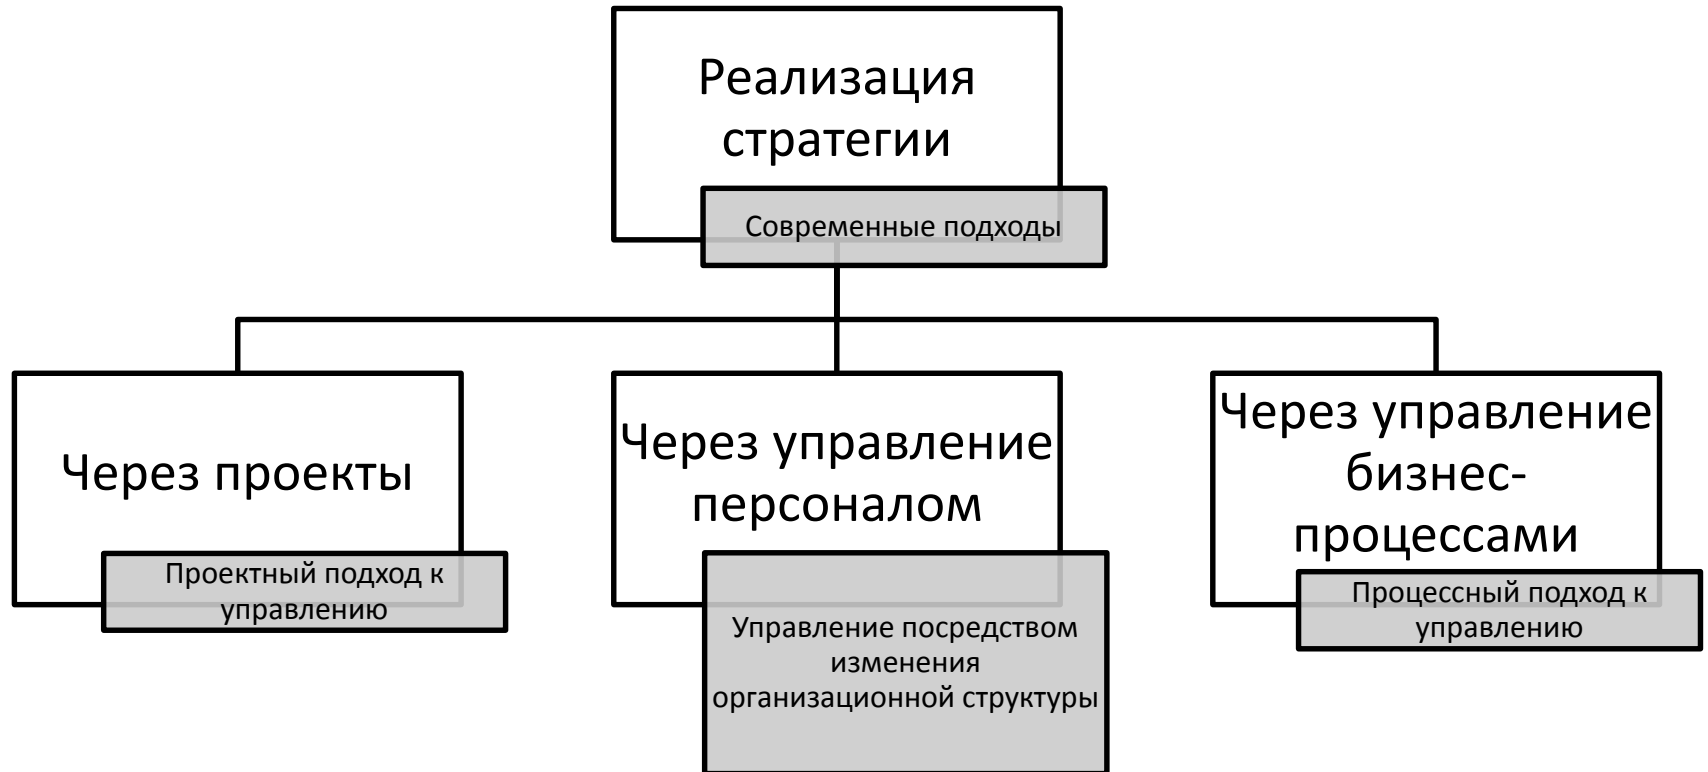 Реализация
стратегии
Современные подходы
Через проекты
Проектный подход к
управлению
Через управление
персоналом
Управление посредством
изменения
организационной структуры
Через управление
бизнес-
процессами
Процессный подход к
управлению